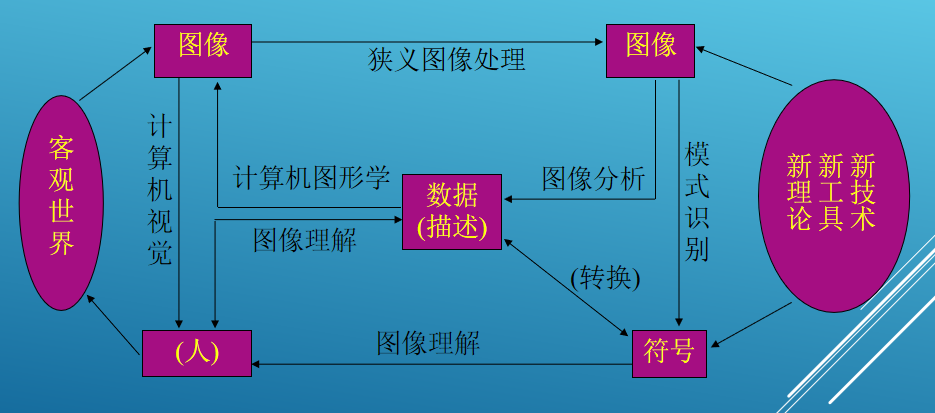 图像
狭义图像处理
图像
客观世界
计算机视觉
计算机图形学
数据
(描述)
图像分析
模式识别
新技术
新工具
新理论
图像理解
(转换)
(人)
图像理解
符号